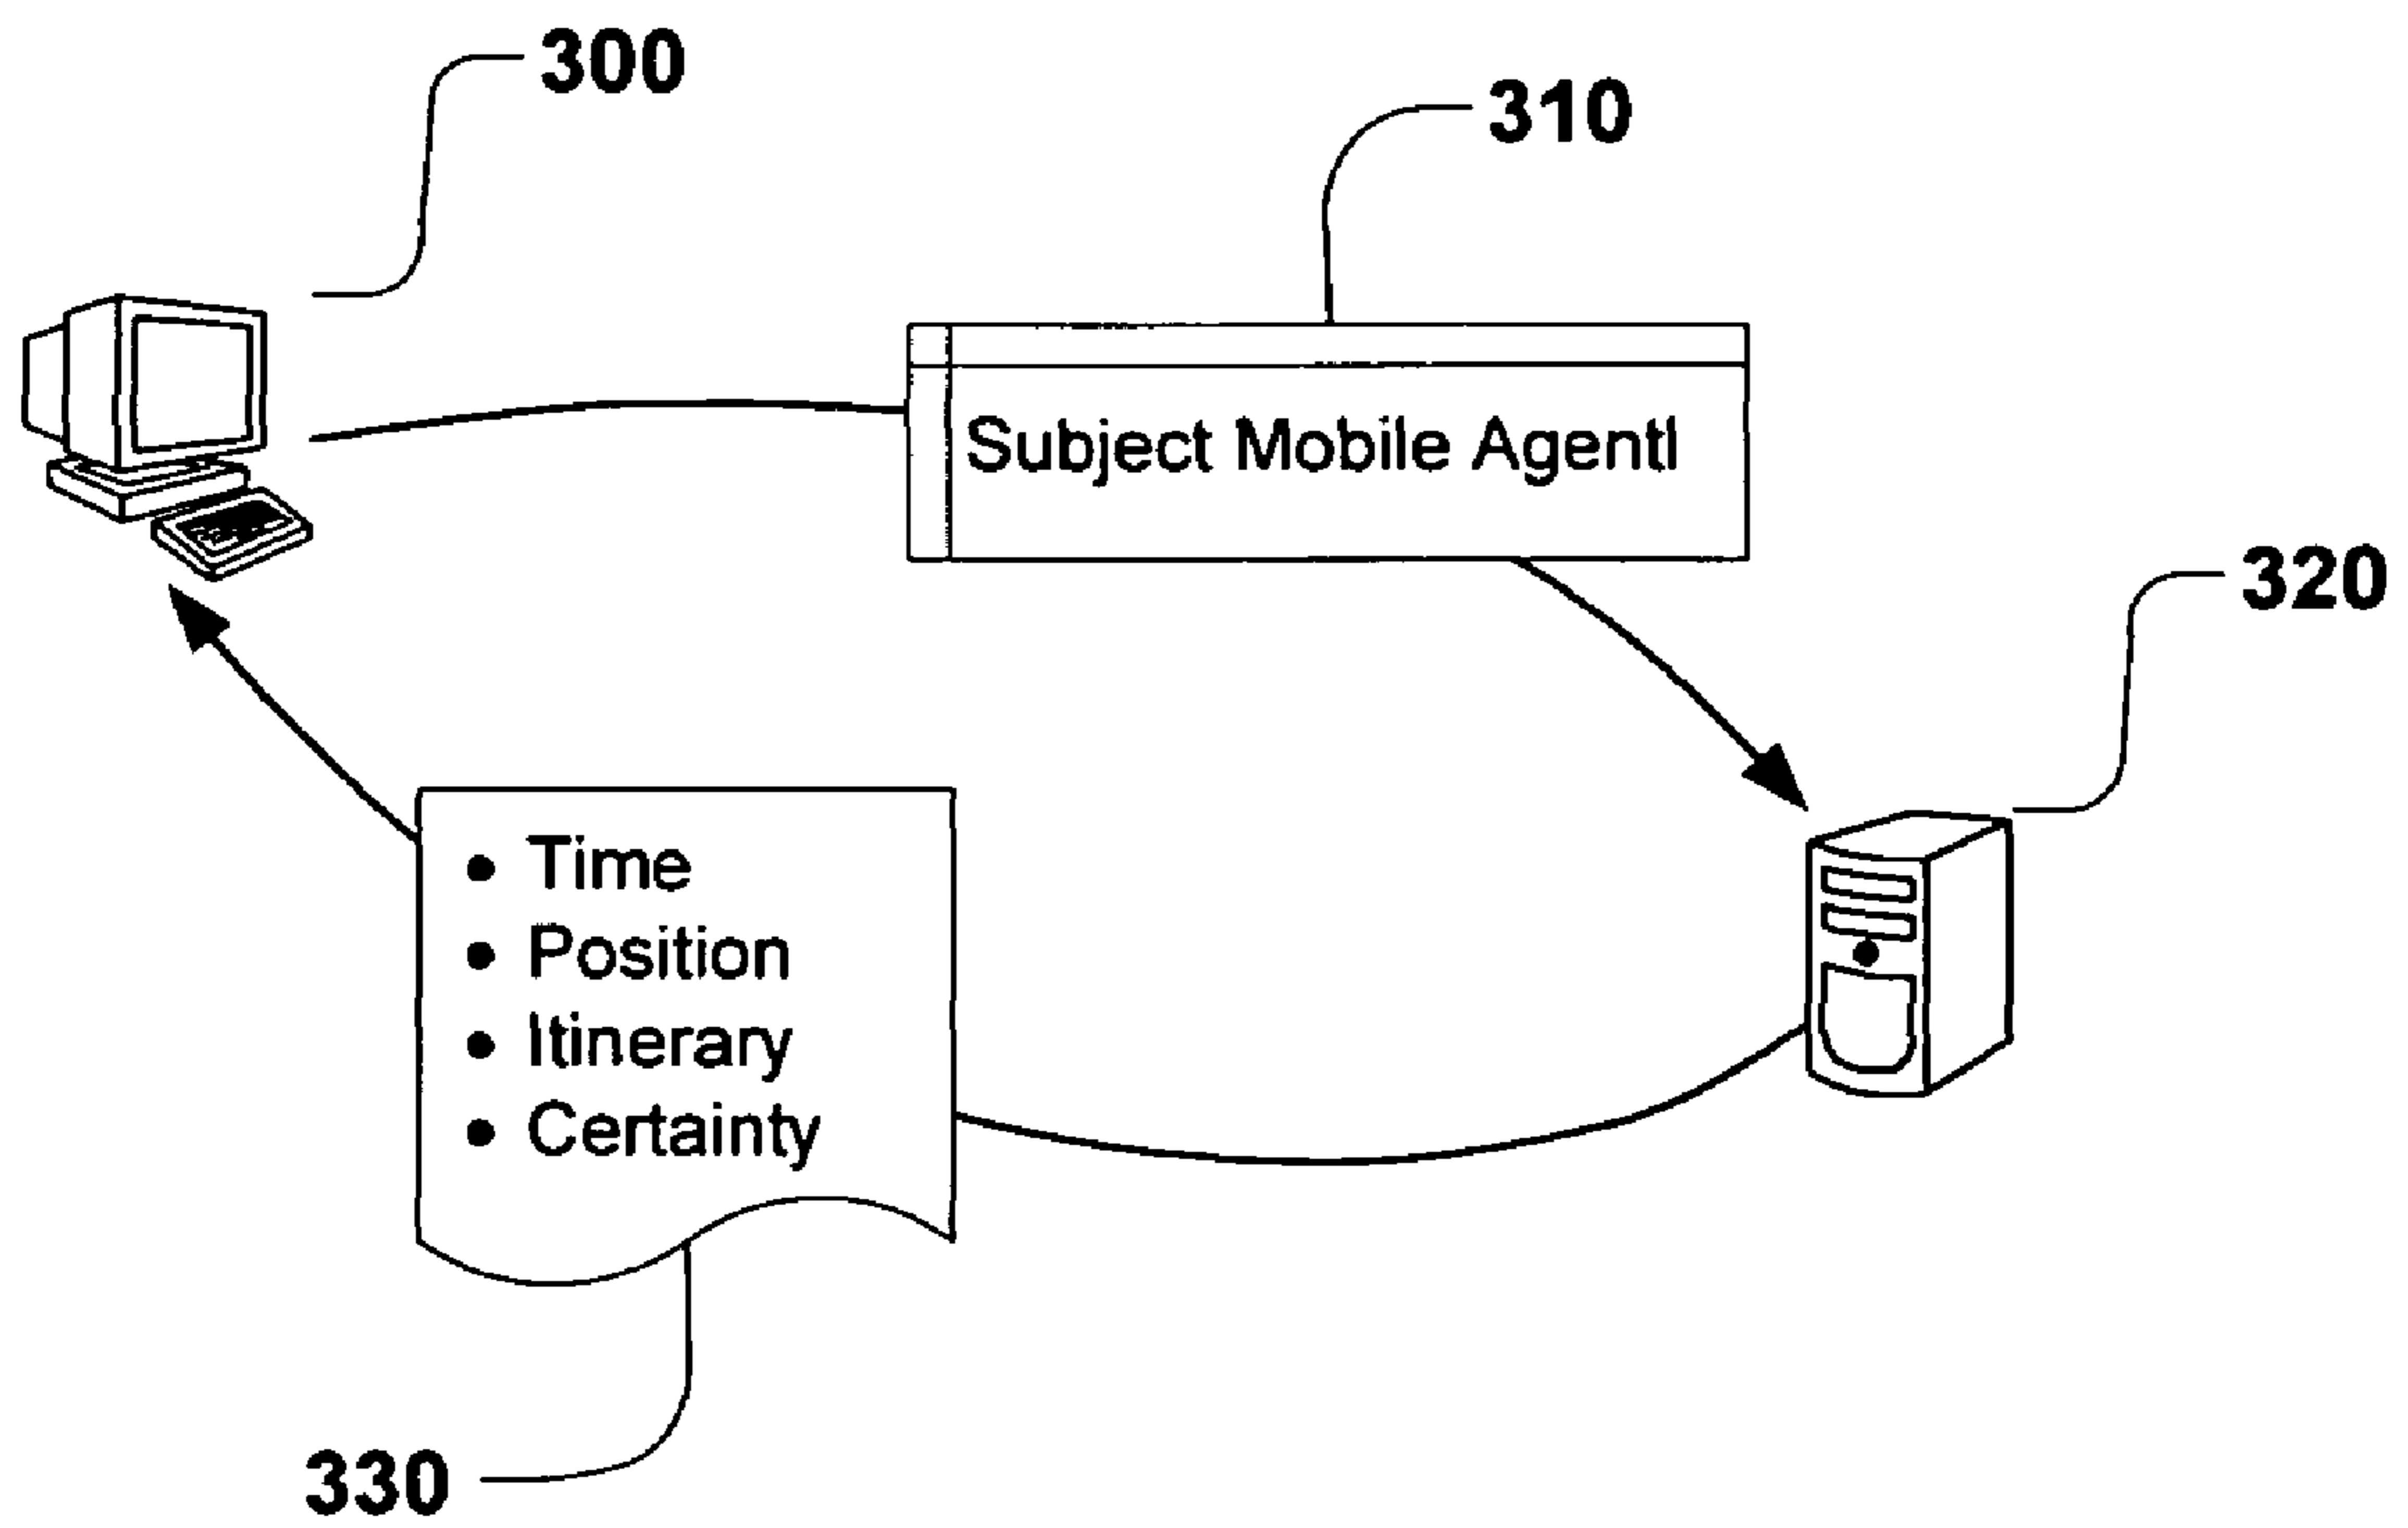 300
310
Subject Mobile Agentl
320
• Time
• Position
• Itinerary
• Certainty
330